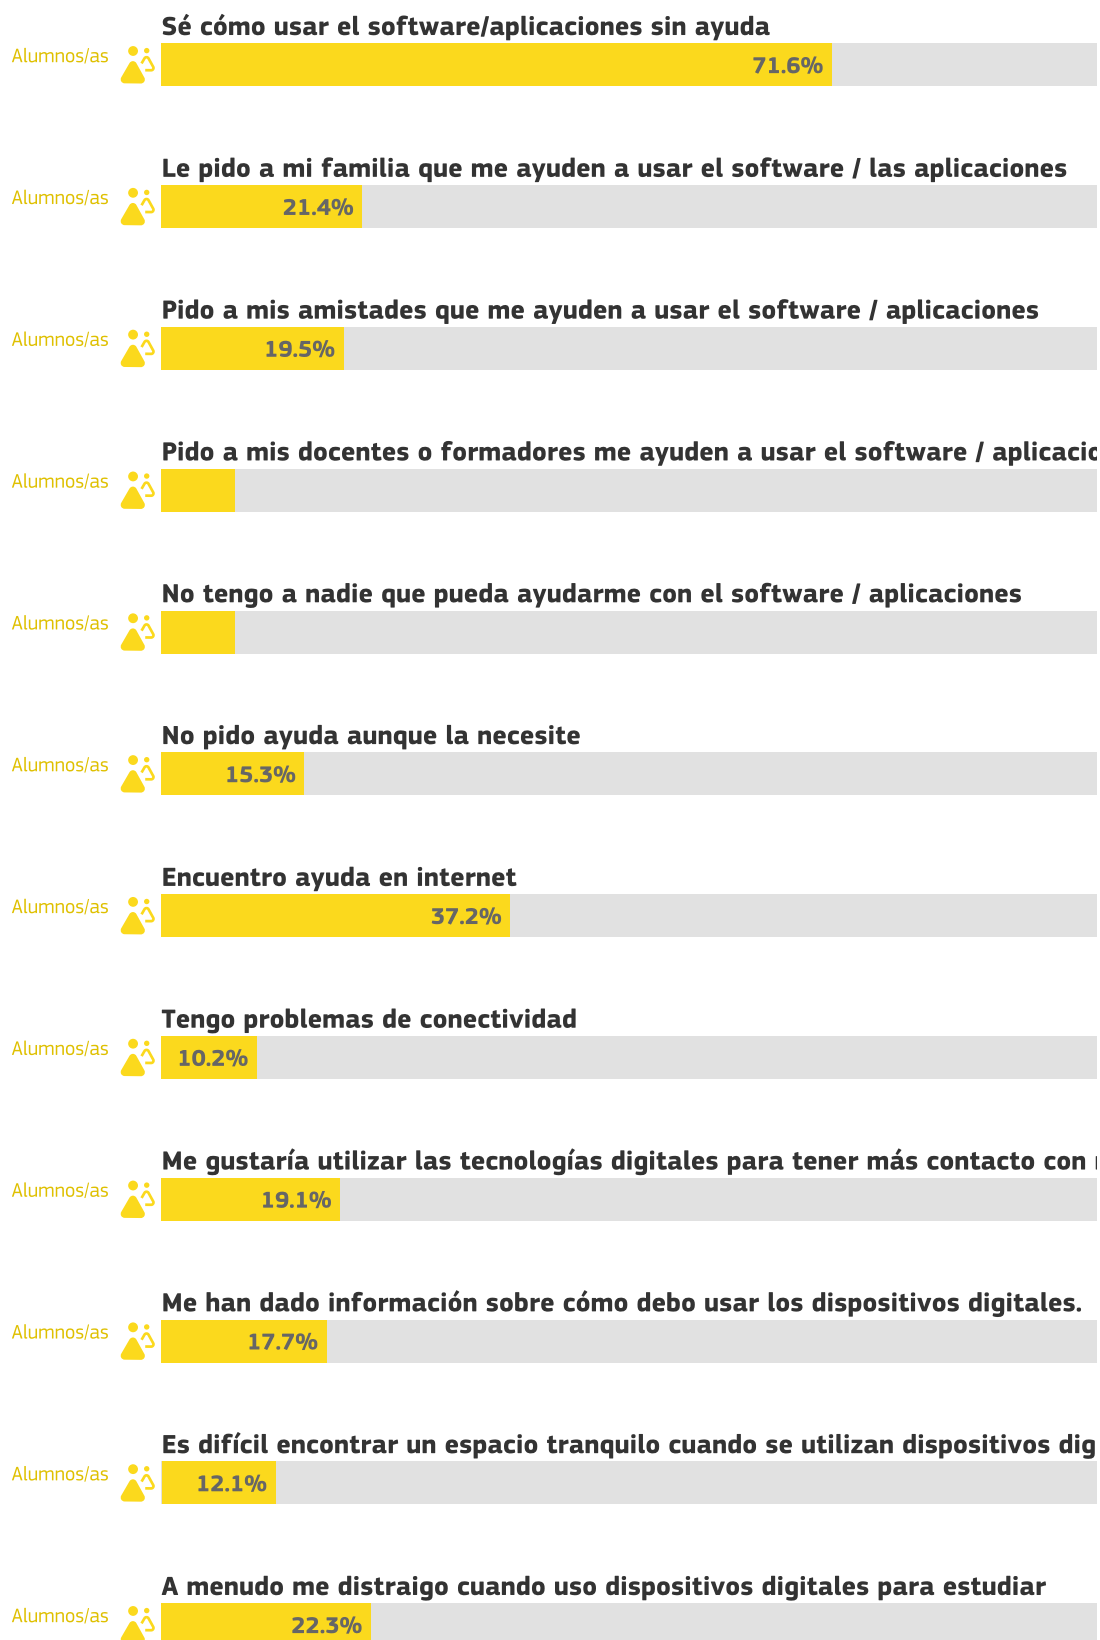 Sé cómo usar el software/aplicaciones sin ayuda
Alumnos/as
71.6%
Le pido a mi familia que me ayuden a usar el software / las aplicaciones
Alumnos/as
21.4%
Pido a mis amistades que me ayuden a usar el software / aplicaciones
Alumnos/as
19.5%
Pido a mis docentes o formadores me ayuden a usar el software / aplicacio
Alumnos/as
No tengo a nadie que pueda ayudarme con el software / aplicaciones
Alumnos/as
No pido ayuda aunque la necesite
Alumnos/as
15.3%
Encuentro ayuda en internet
Alumnos/as
37.2%
Tengo problemas de conectividad
Alumnos/as
10.2%
Me gustaría utilizar las tecnologías digitales para tener más contacto con
Alumnos/as
19.1%
Me han dado información sobre cómo debo usar los dispositivos digitales.
Alumnos/as
17.7%
Es difícil encontrar un espacio tranquilo cuando se utilizan dispositivos dig
Alumnos/as
12.1%
A menudo me distraigo cuando uso dispositivos digitales para estudiar
Alumnos/as
22.3%